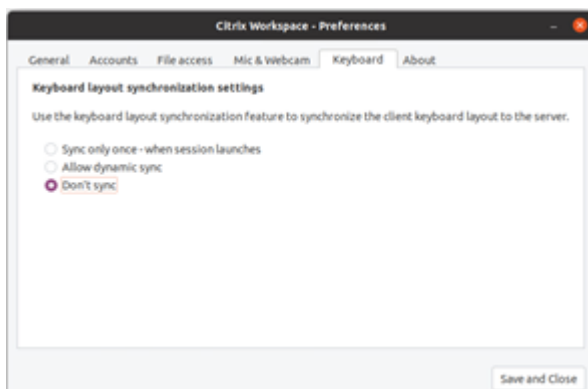 Citrix Workspace - Preferences
General Accounts File access Mic & Webcam Keyboard About
Keyboard layout synchronization settings
Use the keyboard layout synchronization feature to synchronize the client keyboard layout to the server.
Sync only once - when session launches
Allow dynamic sync
Don't sync
Save and Close